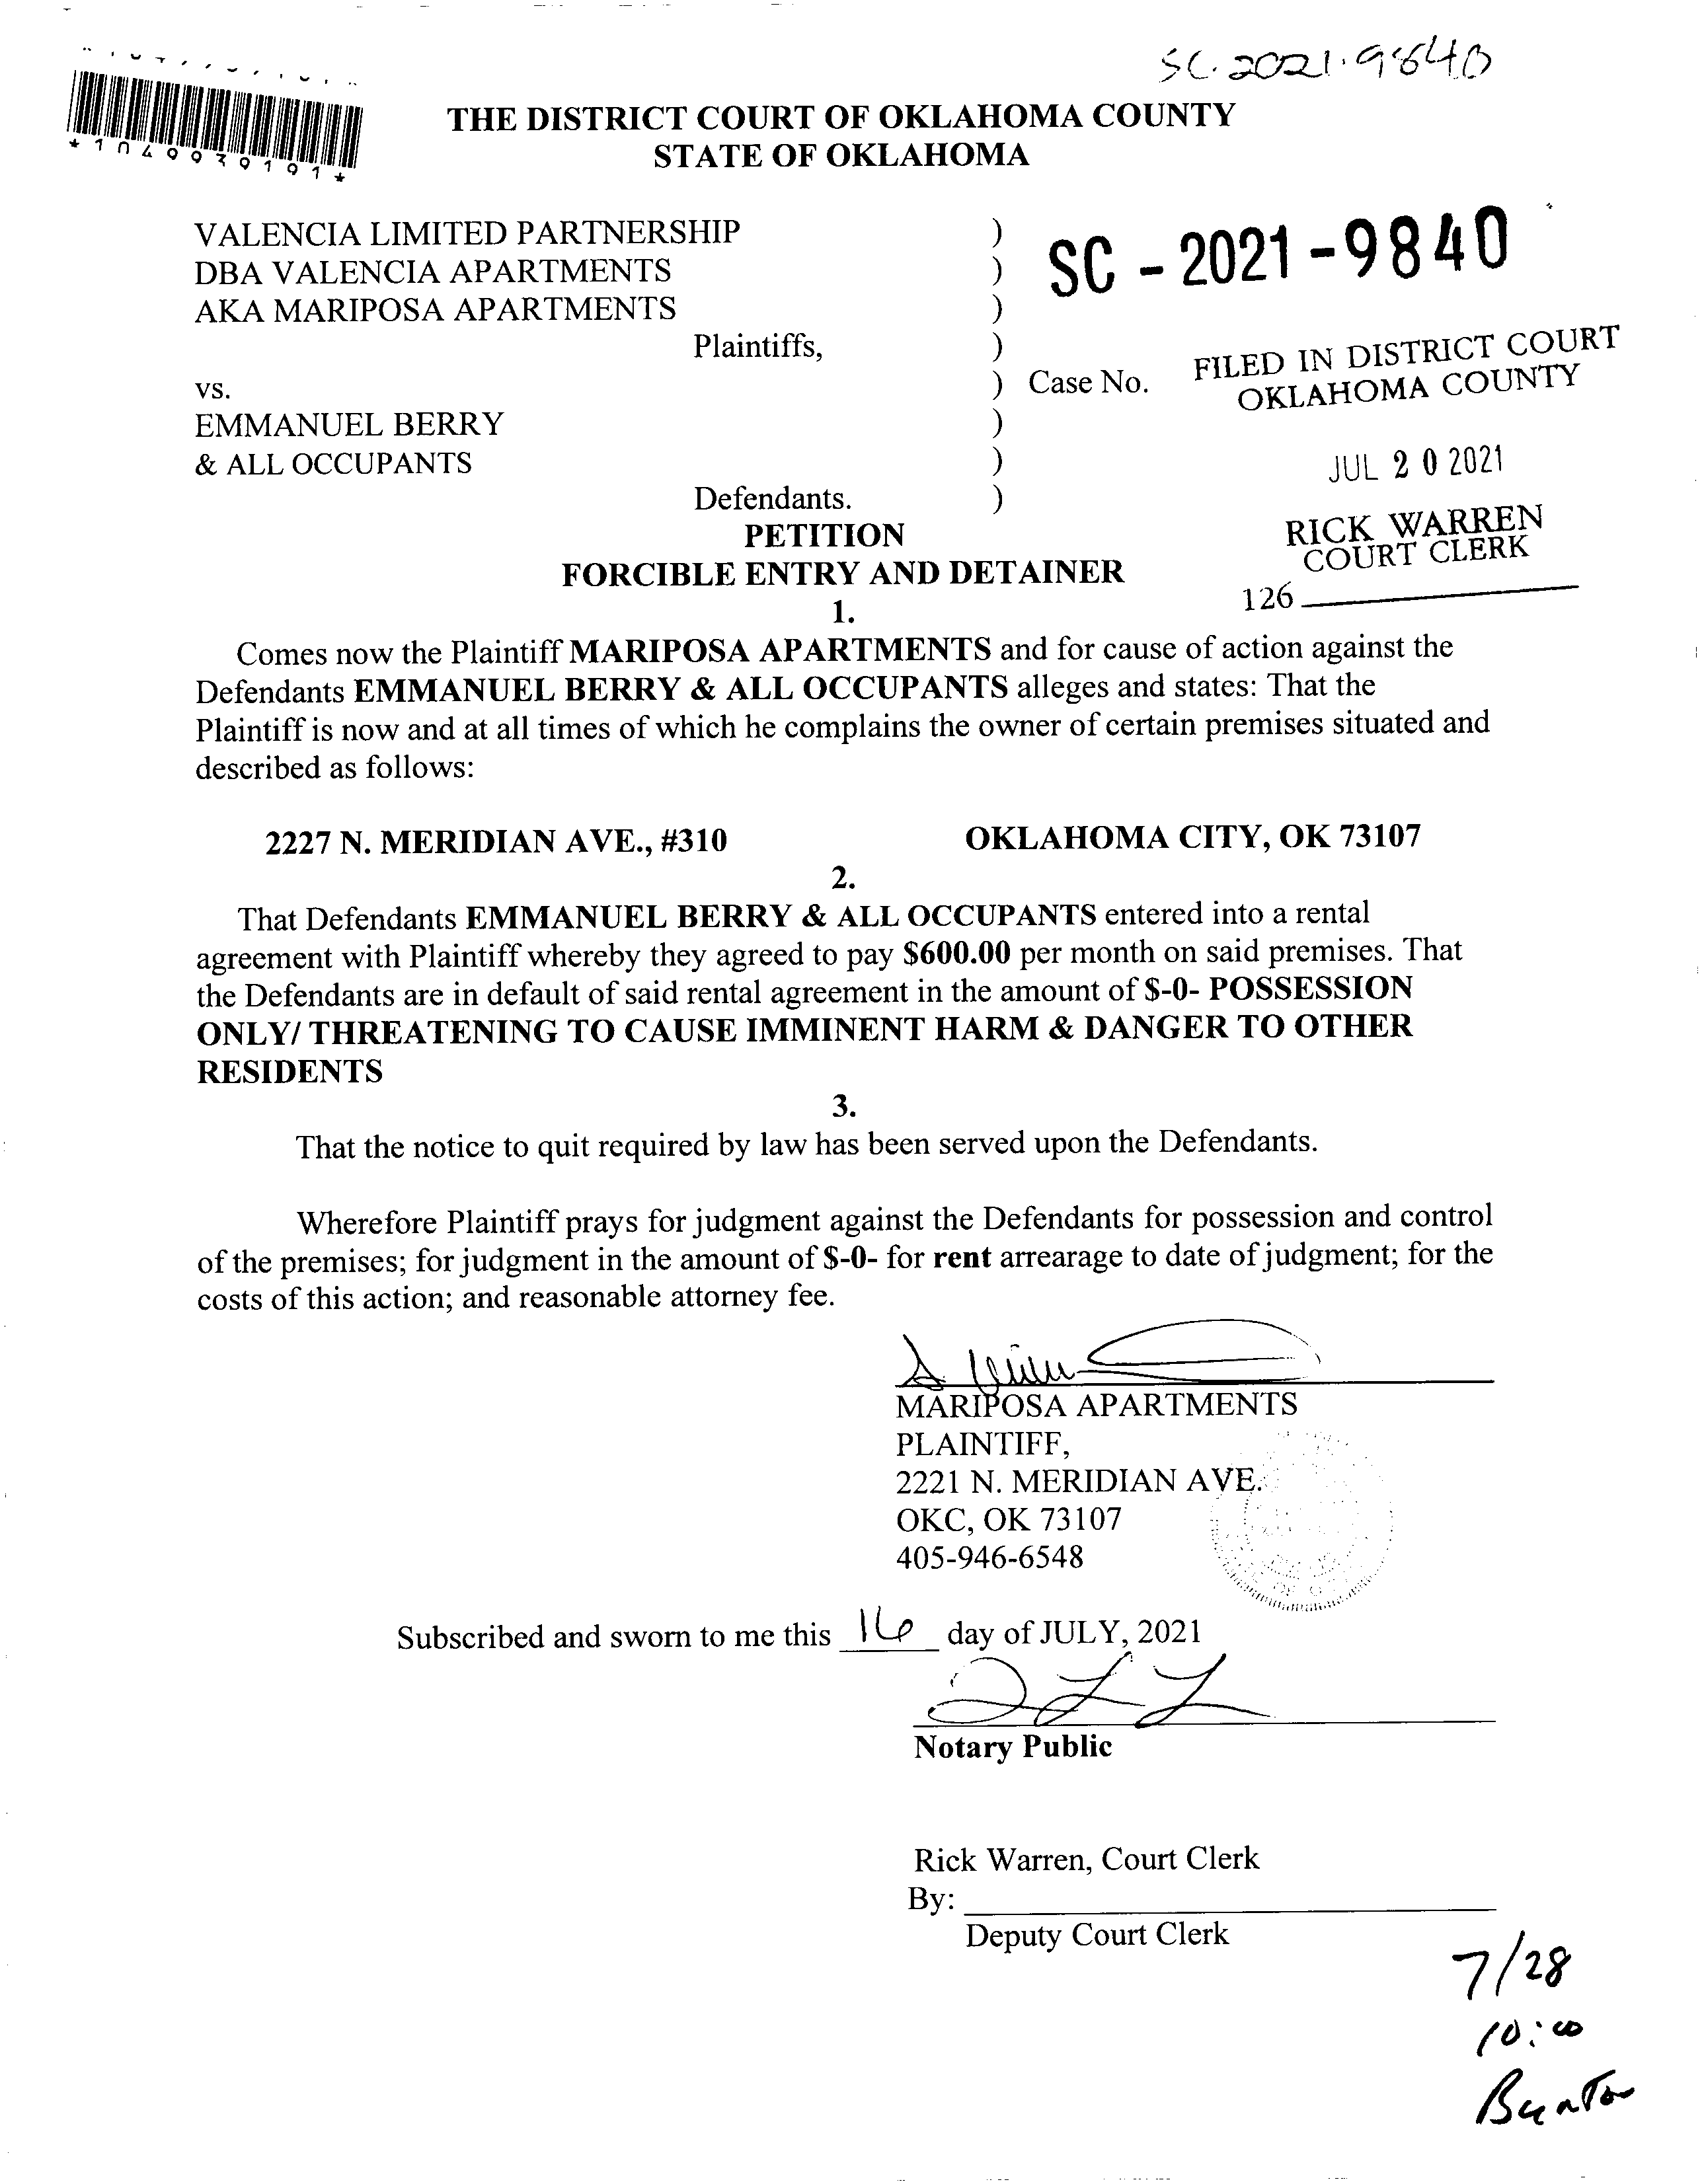 SC-2021-9840
*1049939191*
THE DISTRICT COURT OF OKLAHOMA COUNTY
STATE OF OKLAHOMA
VALENCIA LIMITED PARTNERSHIP )
DBA VALENCIA APARTMENTS )
AKA MARIPOSA APARTMENTS )
SC - 2021 - 9840
Plaintiffs, )
vs. ) Case No.
EMMANUEL BERRY )
& ALL OCCUPANTS )
Defendants. )
FILED IN DISTRICT COURT
OKLAHOMA COUNTY
JUL 20 2021
RICK WARREN
COURT CLERK
126
PETITION
FORCIBLE ENTRY AND DETAINER
1.
Comes now the Plaintiff MARIPOSA APARTMENTS and for cause of action against the
Defendants EMMANUEL BERRY & ALL OCCUPANTS alleges and states: That the
Plaintiff is now and at all times of which he complains the owner of certain premises situated and
described as follows:
2227 N. MERIDIAN AVE., #310 OKLAHOMA CITY, OK 73107
2.
That Defendants EMMANUEL BERRY & ALL OCCUPANTS entered into a rental
agreement with Plaintiff whereby they agreed to pay $600.00 per month on said premises. That
the Defendants are in default of said rental agreement in the amount of $-0- POSSESSION
ONLY/ THREATENING TO CAUSE IMMINENT HARM & DANGER TO OTHER
RESIDENTS
3.
That the notice to quit required by law has been served upon the Defendants.
Wherefore Plaintiff prays for judgment against the Defendants for possession and control
of the premises; for judgment in the amount of $-0- for rent arrearage to date of judgment; for the
costs of this action; and reasonable attorney fee.
MARIPOSA APARTMENTS
PLAINTIFF,
2221 N. MERIDIAN AVE.
OKC, OK 73107
405-946-6548
Subscribed and sworn to me this 16 day of JULY, 2021
Notary Public
Rick Warren, Court Clerk
By:
Deputy Court Clerk
7/28
10:00